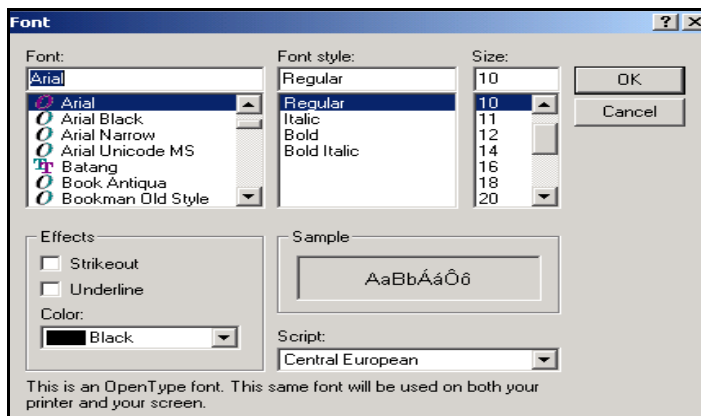 Font
Font:
Font style:
Size:
Arial
Regular
10
OK
Cancel
Arial
Arial Black
Arial Narrow
Arial Unicode MS
Batang
Book Antiqua
Bookman Old Style
Regular
Italic
Bold
Bold Italic
10
11
12
14
16
18
20
Effects
Strikeout
Underline
Color:
Black
Sample
AaBbÁáÔô
Script:
Central European
This is an OpenType font. This same font will be used on both your
printer and your screen.